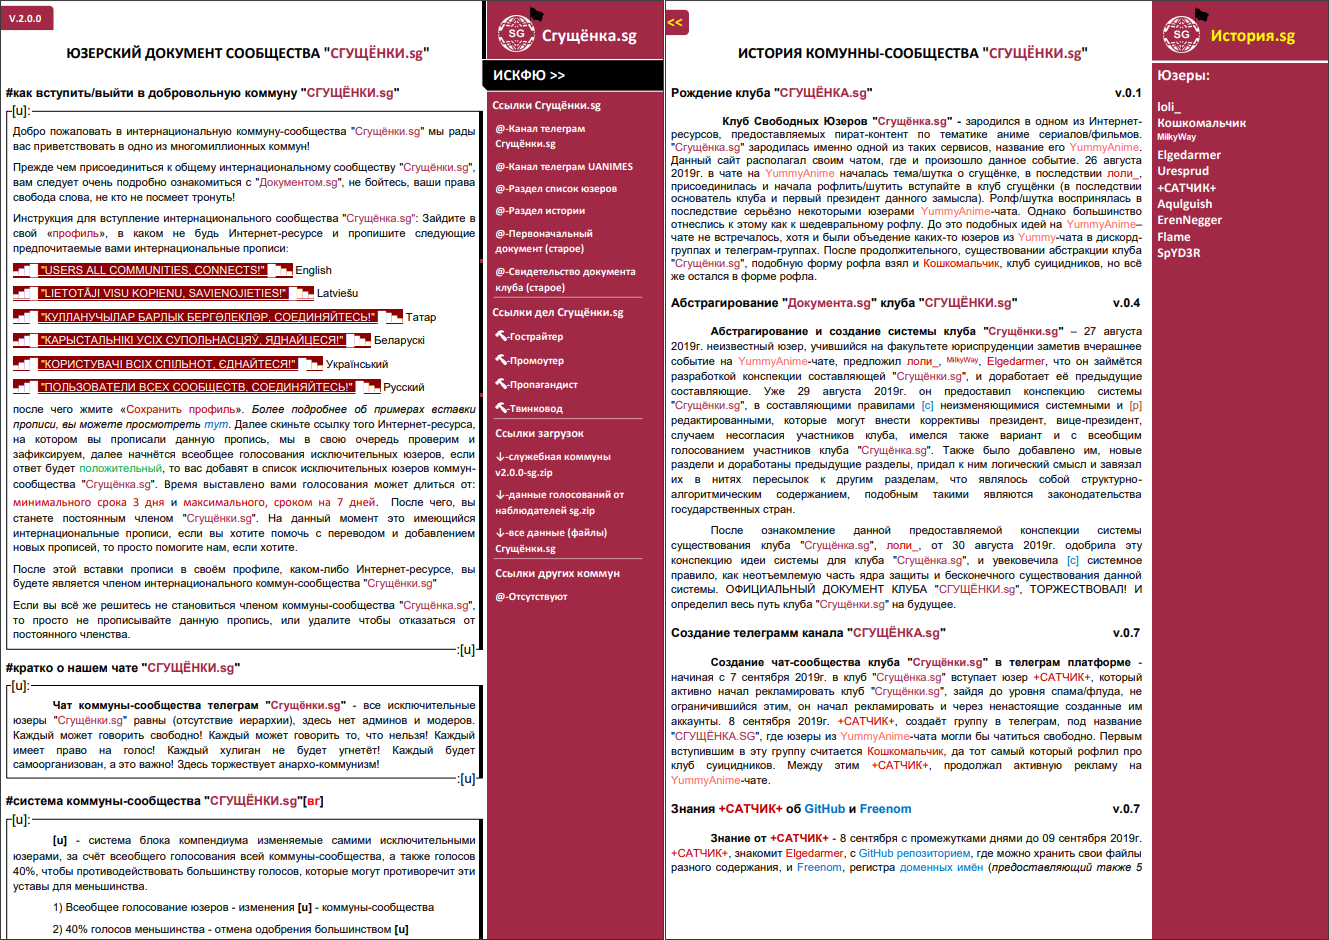 V.2.0.0
ЮЗЕРСКИЙ ДОКУМЕНТ СООБЩЕСТВА "СГУЩЁНКИ.sg"
#как вступить/выйти в добровольную коммуну "СГУЩЁНКИ.sg"
-[u]:
Добро пожаловать в интернациональную коммуну-сообщества "Сгущёнки.sg" мы рады
вас приветствовать в одно из многомиллионных коммун!
Прежде чем присоединиться к общему интернациональному сообществу "Сгущёнки.sg",
вам следует очень подробно ознакомиться с "Документом.sg", не бойтесь, ваши права
свобода слова, не кто не посмеет тронуть!
Инструкция для вступление интернационального сообщества "Сгущёнка.sg": Зайдите в
свой «профиль», в каком не будь Интернет-ресурсе и пропишите следующие
предпочитаемые вами интернациональные прописи:
"USERS ALL COMMUNITIES, CONNECTS!" English
"LIETOTĀJI VISU KOPIENU, SAVIENOJIETIES!" Latviešu
"КУЛЛАНУЧЫЛАР БАРЛЫК БЕРГӘЛЕКЛӘР, СОЕДИНЯЙТЕСЬ!" Татар
"КАРЫСТАЛЬНІКІ УСІХ СУПОЛЬНАСЦЯЎ, ЯДНАЙЦЕСЯ!" Беларускі
"КОРИСТУВАЧІ ВСІХ СПІЛЬНОТ, ЄДНАЙТЕСЯ!" Український
"ПОЛЬЗОВАТЕЛИ ВСЕХ СООБЩЕСТВ, СОЕДИНЯЙТЕСЬ!" Русский
после чего жмите «Сохранить профиль». Более подробнее об примерах вставки
прописи, вы можете просмотреть тут. Далее скиньте ссылку того Интернет-ресурса,
на котором вы прописали данную пропись, мы в свою очередь проверим и
зафиксируем, далее начнётся всеобщее голосования исключительных юзеров, если
ответ будет положительный, то вас добавят в список исключительных юзеров коммун-
сообщества "Сгущёнка.sg". Время выставлено вами голосования может длиться от:
минимального срока 3 дня и максимального, сроком на 7 дней. После чего, вы
станете постоянным членом "Сгущёнки.sg". На данный момент это имеющийся
интернациональные прописи, если вы хотите помочь с переводом и добавлением
новых прописей, то просто помогите нам, если хотите.
После этой вставки прописи в своём профиле, каком-либо Интернет-ресурсе, вы
будете является членом интернационального коммун-сообщества "Сгущёнки.sg"
Если вы всё же решитесь не становиться членом коммуны-сообщества "Сгущёнка.sg",
то просто не прописывайте данную пропись, или удалите чтобы отказаться от
постоянного членства.
:[u]
#кратко о нашем чате "СГУЩЁНКИ.sg"
-[u]:
Чат коммуны-сообщества телеграм "Сгущёнки.sg" - все исключительные
юзеры "Сгущёнки.sg" равны (отсутствие иерархии), здесь нет админов и модеров.
Каждый может говорить свободно! Каждый может говорить то, что нельзя! Каждый
имеет право на голос! Каждый хулиган не будет угнетёт! Каждый будет
самоорганизован, а это важно! Здесь торжествует анархо-коммунизм!
:[u]
#система коммуны-сообщества "СГУЩЁНКИ.sg"[вг]
-[u]:
[u] - система блока компендиума изменяемые самими исключительными
юзерами, за счёт всеобщего голосования всей коммуны-сообщества, а также голосов
40%, чтобы противодействовать большинству голосов, которые могут противоречит эти
уставы для меньшинства.
1) Всеобщее голосование юзеров - изменения [u] - коммуны-сообщества
2) 40% голосов меньшинства - отмена одобрения большинством [u]
SG
Сгущёнка.sg
ИСКФЮ >>
Ссылки Сгущёнки.sg
@-Канал телеграм
Сгущёнки.sg
@-Канал телеграм UANIMES
@-Раздел список юзеров
@-Раздел истории
@-Первоначальный
документ (старое)
@-Свидетельство документа
клуба (старое)
Ссылки дел Сгущёнки.sg
-Гострайтер
-Промоутер
-Пропагандист
-Твинковод
Ссылки загрузок
↓-служебная коммуны
v2.0.0-sg.zip
↓-данные голосований от
наблюдателей sg.zip
↓-все данные (файлы)
Сгущёнки.sg
Ссылки других коммун
@-Отсутствуют
<<
ИСТОРИЯ КОМУННЫ-СООБЩЕСТВА "СГУЩЁНКИ.sg"
Рождение клуба "СГУЩЁНКА.sg" v.0.1
Клуб Свободных Юзеров "Сгущёнка.sg" - зародился в одном из Интернет-
ресурсов, предоставляемых пират-контент по тематике аниме сериалов/фильмов.
"Сгущёнка.sg" зародилась именно одной из таких сервисов, название его YummyAnime.
Данный сайт располагал своим чатом, где и произошло данное событие. 26 августа
2019г. в чате на YummyAnime началась тема/шутка о сгущёнке, в последствии лоли_,
присоединилась и начала рофлить/шутить вступайте в клуб сгущёнки (в последствии
основатель клуба и первый президент данного замысла). Ролф/шутка воспринялась в
последствие серьёзно некоторыми юзерами YummyAnime-чата. Однако большинство
отнеслись к этому как к шедевральному рофлу. До это подобных идей на YummyAnime–
чате не встречалось, хотя и были объедение каких-то юзеров из Yummy-чата в дискорд-
группах и телеграм-группах. После продолжительного, существовании абстракции клуба
"Сгущёнки.sg", подобную форму рофла взял и Кошкомальчик, клуб суицидников, но всё
же остался в форме рофла.
Абстрагирование "Документа.sg" клуба "СГУЩЁНКИ.sg" v.0.4
Абстрагирование и создание системы клуба "Сгущёнки.sg" – 27 августа
2019г. неизвестный юзер, учившийся на факультете юриспруденции заметив вчерашнее
событие на YummyAnime-чате, предложил лоли_, MilkyWay, Elgedarmer, что он займётся
разработкой конспекции составляющей "Сгущёнки.sg", и доработает её предыдущие
составляющие. Уже 29 августа 2019г. он предоставил конспекцию системы
"Сгущёнки.sg", в составляющими правилами [c] неизменяющимися системными и [p]
редактированными, которые могут внести коррективы президент, вице-президент,
случаем несогласия участников клуба, имелся также вариант и с всеобщим
голосованием участников клуба "Сгущёнка.sg". Также было добавлено им, новые
раздели и доработаны предыдущие разделы, придал к ним логический смысл и завязал
их в нитях пересылок к другим разделам, что являлось собой структурно-
алгоритмическим содержанием, подобным такими являются законодательства
государственных стран.
После ознакомление данной предоставляемой конспекции системы
существования клуба "Сгущёнка.sg", лоли_, от 30 августа 2019г. одобрила эту
конспекцию идеи системы для клуба "Сгущёнка.sg", и увековечила [c] системное
правило, как неотъемлемую часть ядра защиты и бесконечного существования данной
системы. ОФИЦИАЛЬНЫЙ ДОКУМЕНТ КЛУБА "СГУЩЁНКИ.sg", ТОРЖЕСТВОВАЛ! И
определил весь путь клуба "Сгущёнки.sg" на будущее.
Создание телеграмм канала "СГУЩЁНКА.sg" v.0.7
Создание чат-сообщества клуба "Сгущёнки.sg" в телеграм платформе -
начиная с 7 сентября 2019г. в клуб "Сгущёнка.sg" вступает юзер +САТЧИК+, который
активно начал рекламировать клуб "Сгущёнки.sg", зайдя до уровня спама/флуда, не
ограничившийся этим, он начал рекламировать и через ненастоящие созданные им
аккаунты. 8 сентября 2019г. +САТЧИК+, создаёт группу в телеграм, под название
"СГУЩЁНКА.SG", где юзеры из YummyAnime-чата могли бы чатиться свободно. Первым
вступившим в эту группу считается Кошкомальчик, да тот самый который рофлил про
клуб суицидников. Между этим +САТЧИК+, продолжал активную рекламу на
YummyAnime-чате.
Знания +САТЧИК+ об GitHub и Freenom v.0.7
Знание от +САТЧИК+ - 8 сентября с промежутками днями до 09 сентября 2019г.
+САТЧИК+, знакомит Elgedarmer, с GitHub репозиторием, где можно хранить свои файлы
разного содержания, и Freenom, регистра доменных имён (предоставляющий также 5
SG
История.sg
Юзеры:
loli_
Кошкомальчик
MilkyWay
Elgedarmer
Uresprud
+САТЧИК+
Aqulguish
ErenNegger
Flame
SpYD3R